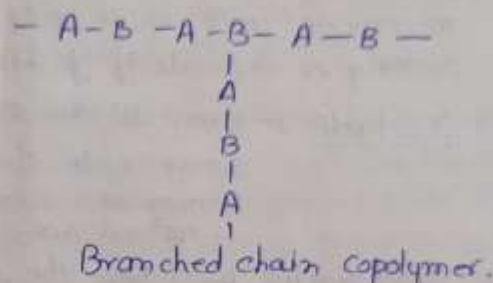 - A - B - A - B - A - B -
|
A
|
B
|
A
|
Branched chain copolymer.